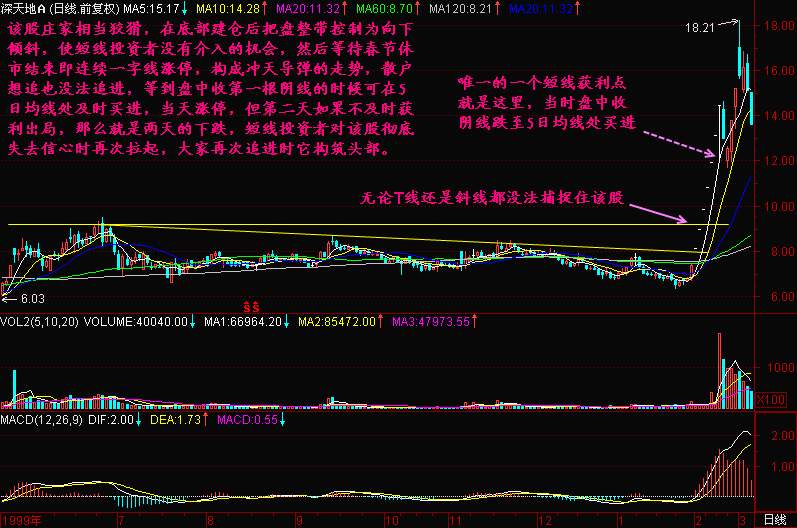 深天地A (日线.前复权) MA5:15.17↓ MA10:14.28↑ MA20:11.32↑ MA60:8.70↑ MA120:8.21↑ MA20:11.32↑
该股庄家相当狡猾，在底部建仓后把盘整带控制为向下
倾斜，使短线投资者没有介入的机会，然后等待春节休
市结束即连续一字线涨停，构成冲天导弹的走势，散户
想追也没法追进，等到盘中收第一根阴线的时候可在5
日均线处及时买进，当天涨停，但第二天如果不及时获
利出局，那么就是两天的下跌，短线投资者对该股彻底
失去信心时再次拉起，大家再次追进时它构筑头部。
18.21
唯一的一个短线获利点
就是这里，当时盘中收
阴线跌至5日均线处买进
无论T线还是斜线都没法捕捉住该股
18.00
16.00
14.00
12.00
10.00
8.00
6.00
6.03
VOL2(5,10,20) VOLUME:40040.00↓ MA1:66964.20↓ MA2:85472.00↑ MA3:47973.55↑
1000
X100
MACD(12,26,9) DIF:2.00↓ DEA:1.73↑ MACD:0.55↓
2.00
1.00
0.00
1999年 7 8 9 10 11 12 1 2 3 日线